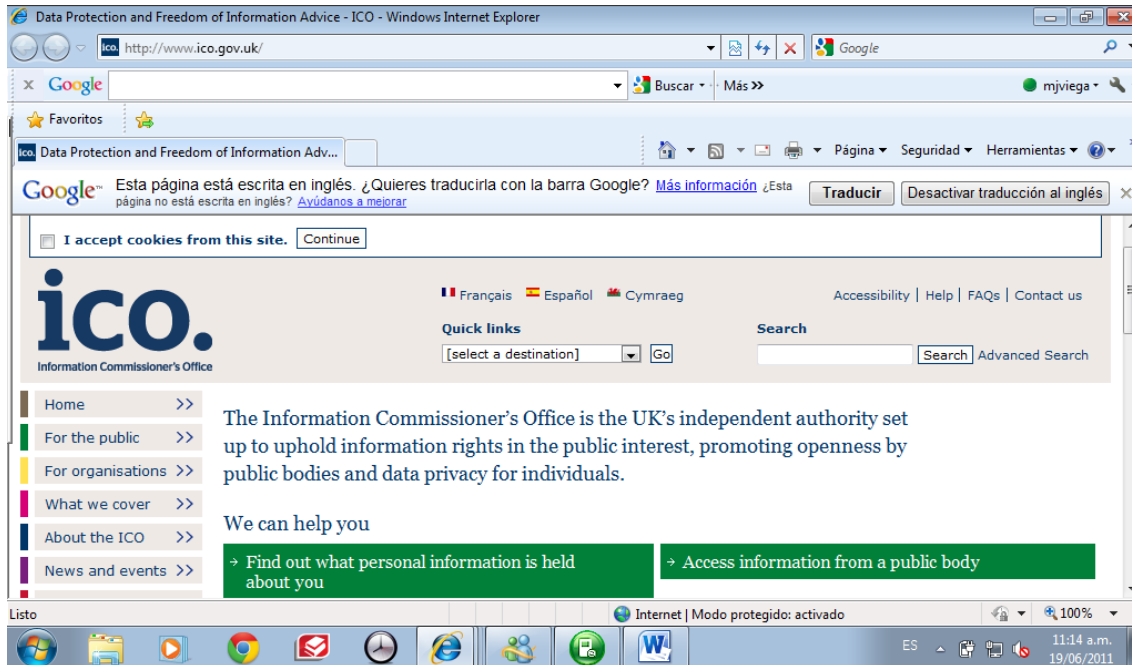 Data Protection and Freedom of Information Advice - ICO - Windows Internet Explorer
ico. http://www.ico.gov.uk/ Google
x Google Buscar Más >> mjviega
Favoritos
ico. Data Protection and Freedom of Information Adv... Página Seguridad Herramientas
Google™ Esta página está escrita en inglés. ¿Quieres traducirla con la barra Google? Más información ¿Esta página no está escrita en inglés? Ayúdanos a mejorar Traducir Desactivar traducción al inglés
I accept cookies from this site. Continue
ico.
Information Commissioner's Office
Français Español Cymraeg Accessibility | Help | FAQs | Contact us
Quick links Search
[select a destination] Go Search Advanced Search
Home >>
For the public >>
For organisations >>
What we cover >>
About the ICO >>
News and events >>
The Information Commissioner's Office is the UK's independent authority set
up to uphold information rights in the public interest, promoting openness by
public bodies and data privacy for individuals.
We can help you
Find out what personal information is held
about you
Access information from a public body
Listo Internet | Modo protegido: activado 100%
ES 11:14 a.m.
19/06/2011